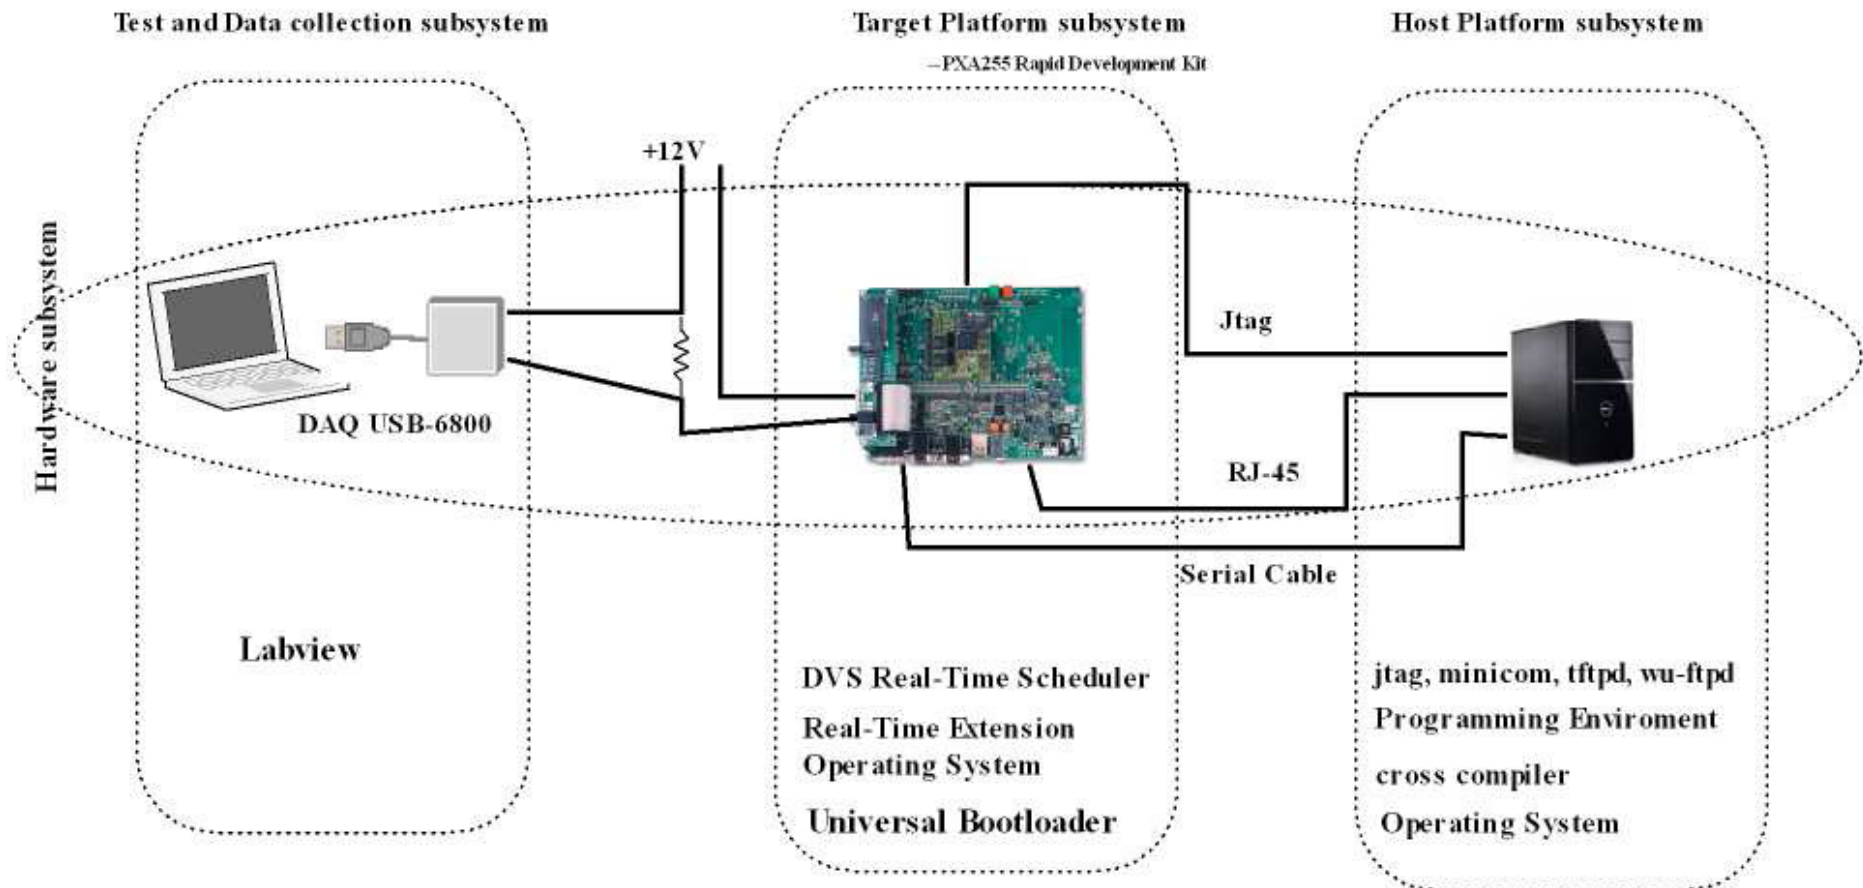 Test and Data collection subsystem
Target Platform subsystem
--PXA255 Rapid Development Kit
Host Platform subsystem
+12V
Hardware subsystem
DAQ USB-6800
Jtag
RJ-45
Serial Cable
Labview
DVS Real-Time Scheduler
Real-Time Extension
Operating System
Universal Bootloader
jtag, minicom, tftpd, wu-ftpd
Programming Enviroment
cross compiler
Operating System